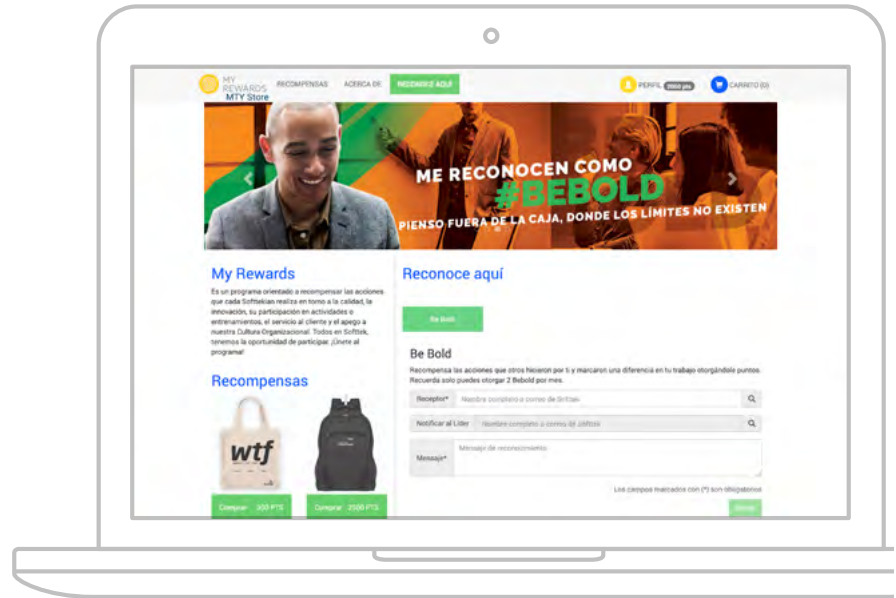 MY
REWARDS
MTY Store
RECOMPENSAS
ACERCA DE
RECONOCE AQUÍ
PERFIL
CARRITO (0)
ME RECONOCEN COMO
#BEBOLD
PIENSO FUERA DE LA CAJA, DONDE LOS LÍMITES NO EXISTEN
My Rewards
Es un programa orientado a recompensar las acciones
que cada Softtekian realiza en torno a la calidad, la
innovación, su participación en actividades o
entrenamientos, el servicio al cliente y el apego a
nuestra Cultura Organizacional. Todos en Softtek,
tenemos la oportunidad de participar. ¡Únete al
programa!
Recompensas
wtf
Comprar 350 PTS
Comprar 2500 PTS
Reconoce aquí
Be Bold
Be Bold
Recompensa las acciones que otros hicieron por ti y marcaron una diferencia en tu trabajo otorgándole puntos.
Recuerda solo puedes otorgar 2 Bebold por mes.
Receptor* Nombre completo o correo de Softtek
Notificar al Líder Nombre completo o correo de Softtek
Mensaje* Mensaje de reconocimiento
Los campos marcados con (*) son obligatorios